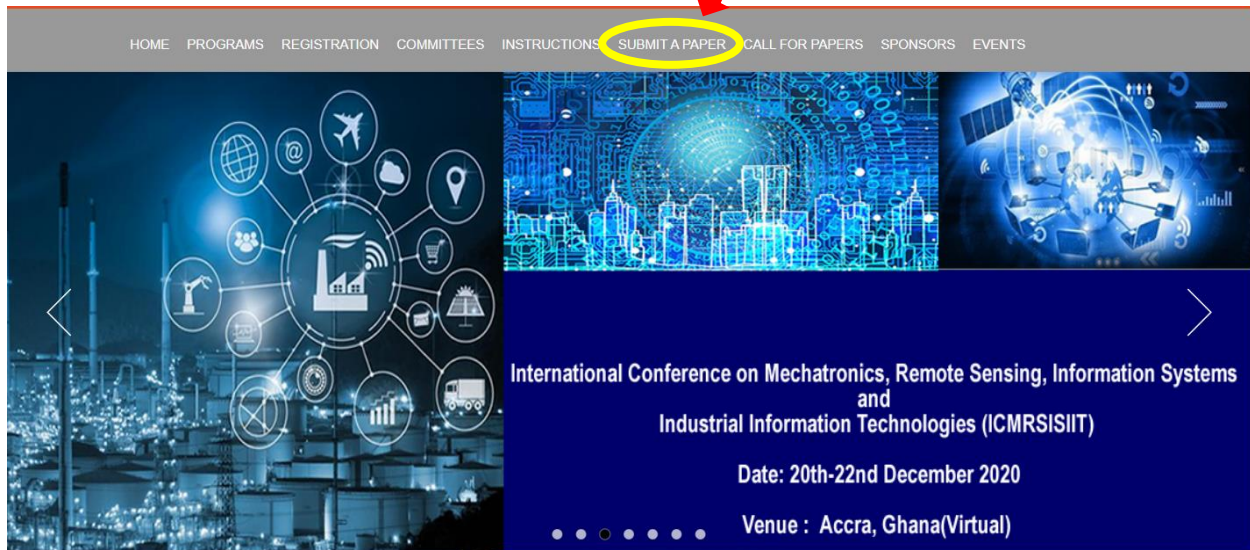 HOME PROGRAMS REGISTRATION COMMITTEES INSTRUCTIONS SUBMIT A PAPER CALL FOR PAPERS SPONSORS EVENTS
International Conference on Mechatronics, Remote Sensing, Information Systems
and
Industrial Information Technologies (ICMRSISIIT)
Date: 20th-22nd December 2020
Venue : Accra, Ghana(Virtual)